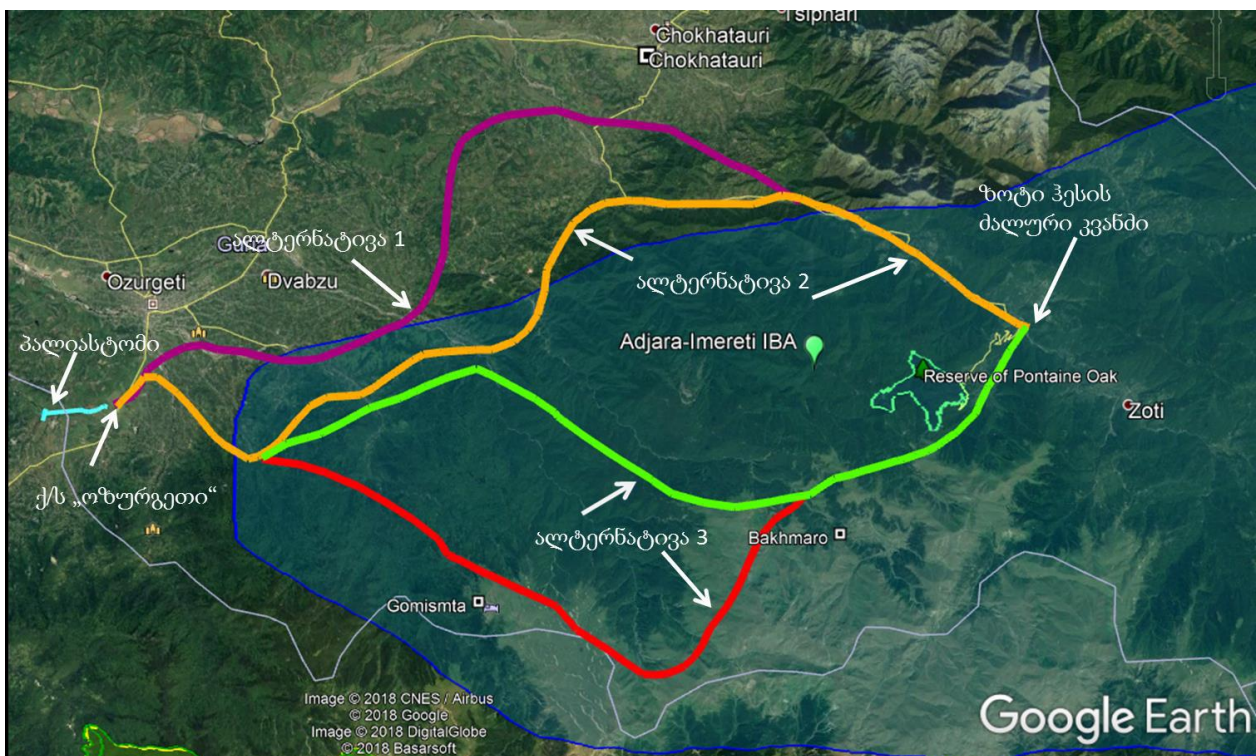 Tsiphari
Chokhatauri
Chokhatauri
ზოტი ჰესის
ძალური კვანძი
Guria
ალტერნატივა 1
Ozurgeti
Dvabzu
ალტერნატივა 2
პალიასტომი
Adjara-Imereti IBA
Reserve of Pontaine Oak
Zoti
ქ/ს „ოზურგეთი“
ალტერნატივა 3
Bakhmaro
Gomismta
Image © 2018 CNES / Airbus
© 2018 Google
Image © 2018 DigitalGlobe
© 2018 Basarsoft
Google Earth